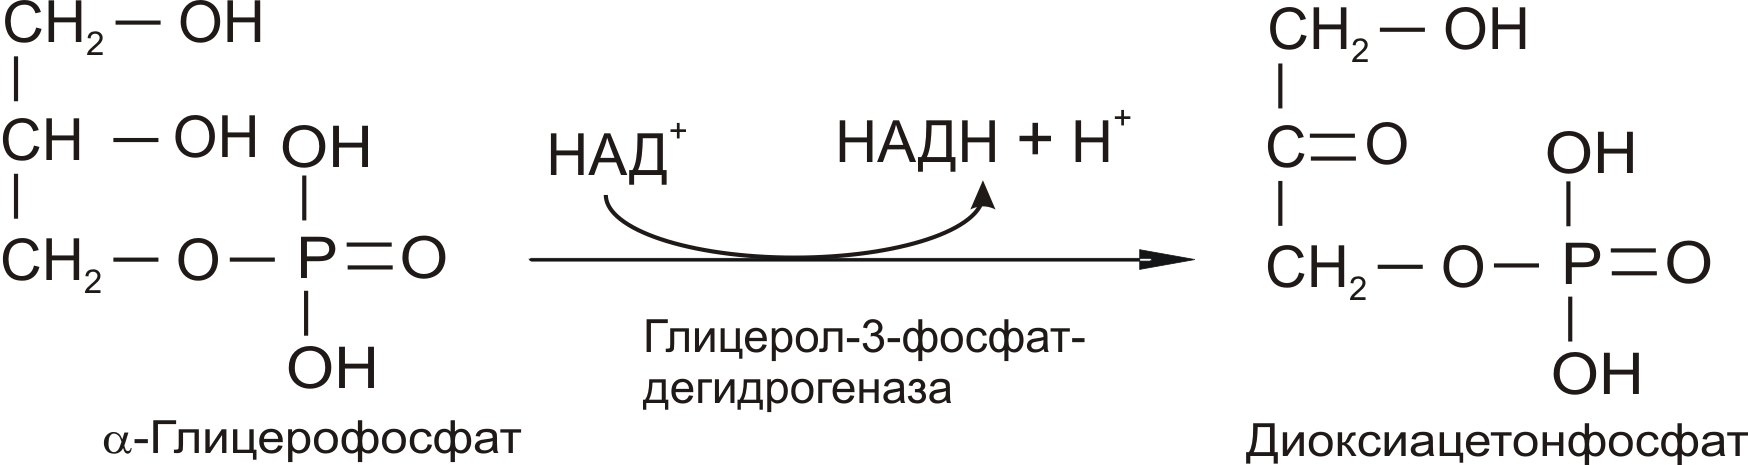 CH₂ — OH
CH — OH
CH₂ — O — P = O
OH
OH
α-Глицерофосфат
НАД⁺
НАДН + Н⁺
Глицерол-3-фосфат-
дегидрогеназа
CH₂ — OH
C = O
CH₂ — O — P = O
OH
OH
Диоксиацетонфосфат